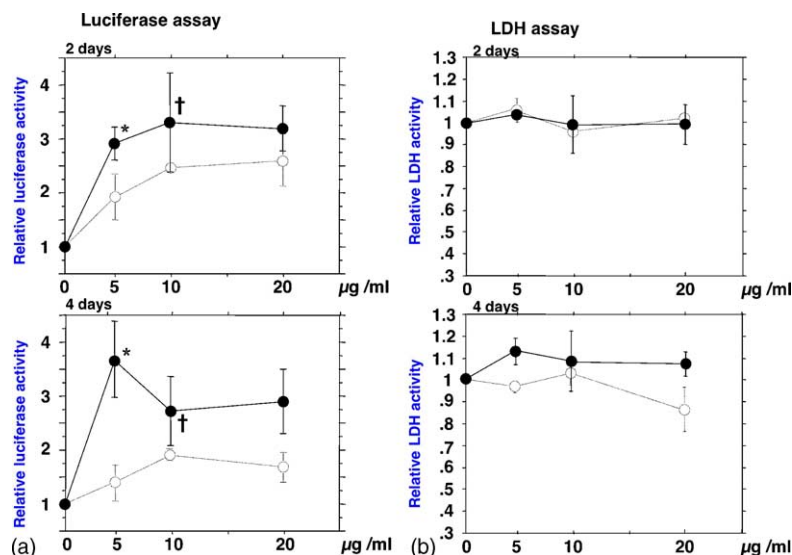 Luciferase assay
2 days
Relative luciferase activity
4
3
2
1
*
†
0 5 10 20 µg /ml
4 days
Relative luciferase activity
4
3
2
1
*
†
0 5 10 20 µg /ml
(a)
LDH assay
2 days
Relative LDH activity
1.3
1.2
1.1
1
.9
.8
.7
.6
.5
.4
.3
0 5 10 20 µg /ml
4 days
Relative LDH activity
1.3
1.2
1.1
1
.9
.8
.7
.6
.5
.4
.3
0 5 10 20 µg /ml
(b)